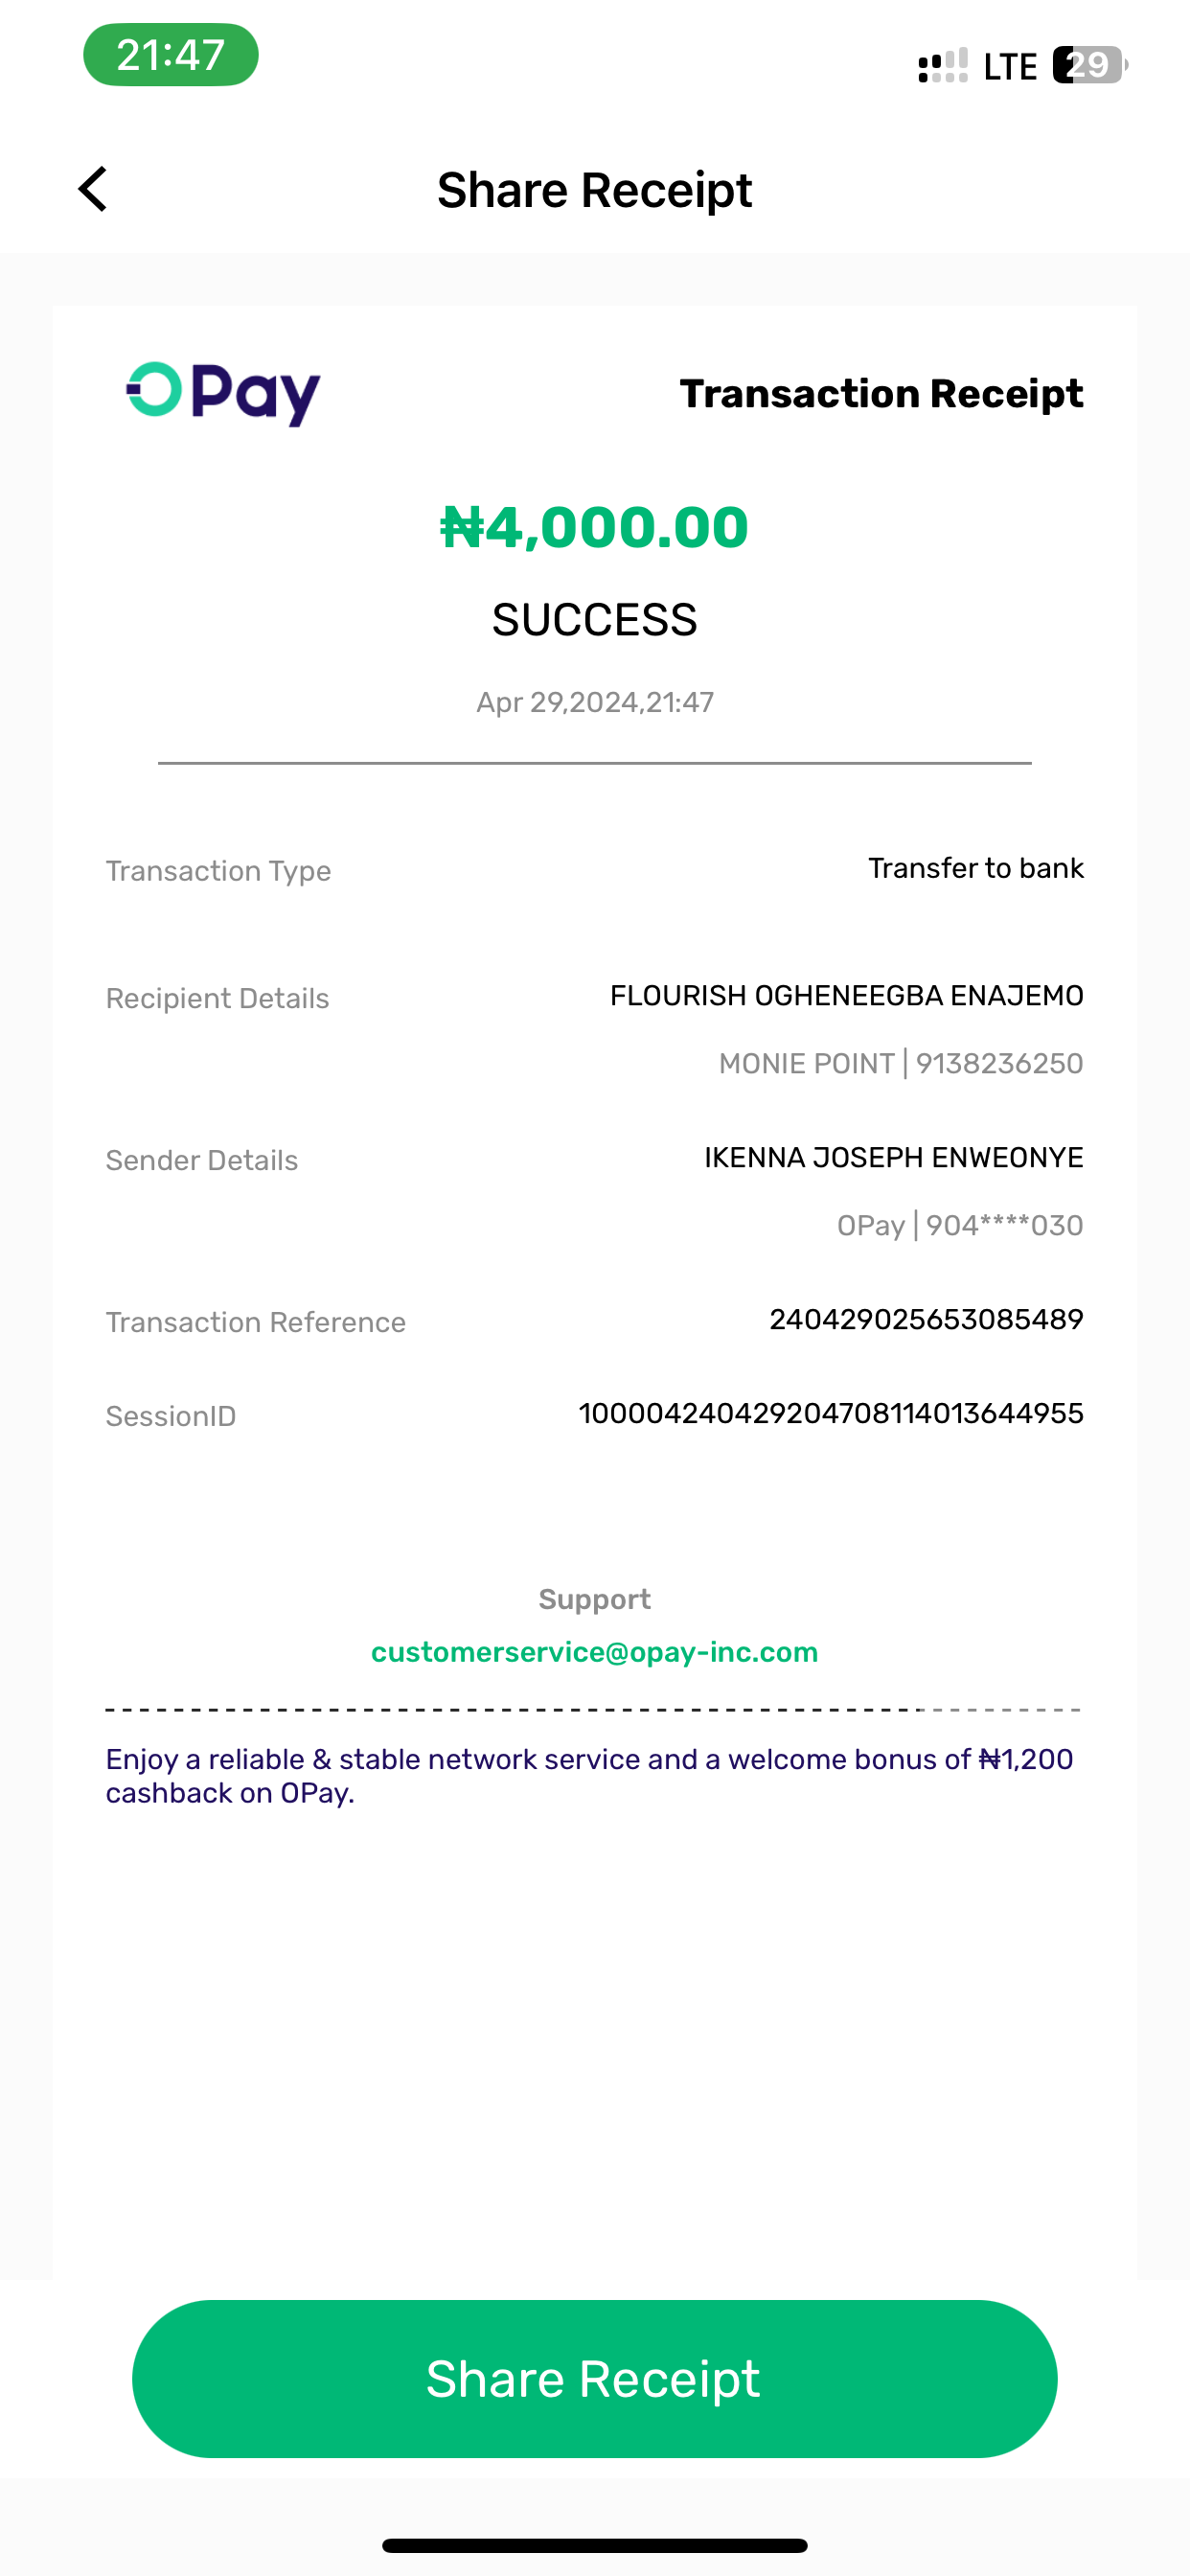 21:47
LTE 29
Share Receipt
OPay
Transaction Receipt
₦4,000.00
SUCCESS
Apr 29,2024,21:47
Transaction Type Transfer to bank
Recipient Details FLOURISH OGHENEEGBA ENAJEMO
MONIE POINT | 9138236250
Sender Details IKENNA JOSEPH ENWEONYE
OPay | 904****030
Transaction Reference 240429025653085489
SessionID 100004240429204708114013644955
Support
customerservice@opay-inc.com
Enjoy a reliable & stable network service and a welcome bonus of ₦1,200
cashback on OPay.
Share Receipt